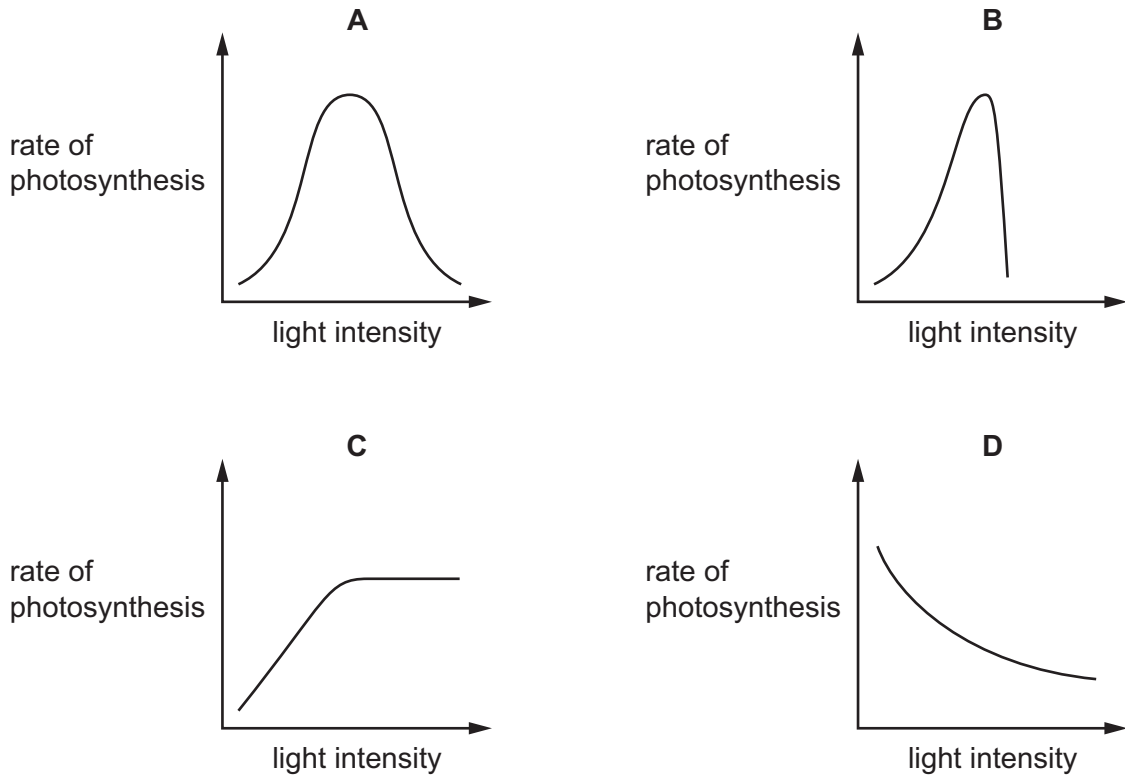 A
rate of
photosynthesis
light intensity
B
rate of
photosynthesis
light intensity
C
rate of
photosynthesis
light intensity
D
rate of
photosynthesis
light intensity